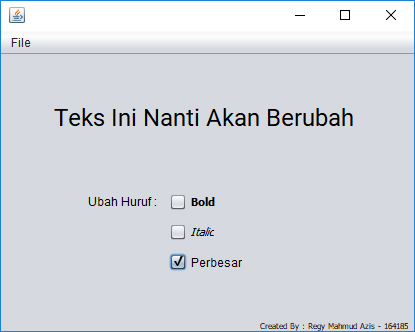 File
Teks Ini Nanti Akan Berubah
Ubah Huruf : Bold
Italic
Perbesar
Created By : Regy Mahmud Azis - 164185